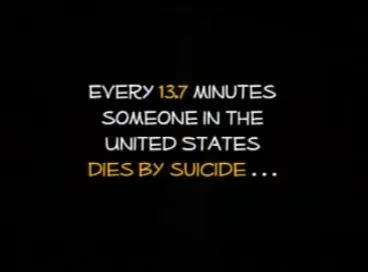 EVERY 13.7 MINUTES
SOMEONE IN THE
UNITED STATES
DIES BY SUICIDE...